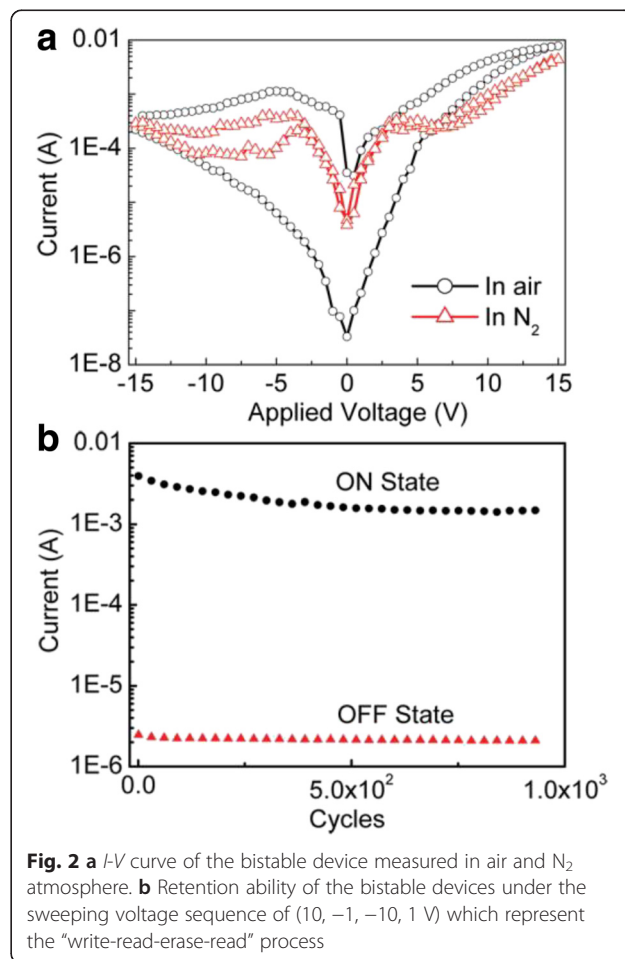 a
0.01
1E-4
1E-6
1E-8
Current (A)
In air
In N₂
-15 -10 -5 0 5 10 15
Applied Voltage (V)
b
0.01
1E-3
1E-4
1E-5
1E-6
Current (A)
ON State
OFF State
0.0 5.0x10² 1.0x10³
Cycles
Fig. 2 a I-V curve of the bistable device measured in air and N₂
atmosphere. b Retention ability of the bistable devices under the
sweeping voltage sequence of (10, −1, −10, 1 V) which represent
the “write-read-erase-read” process